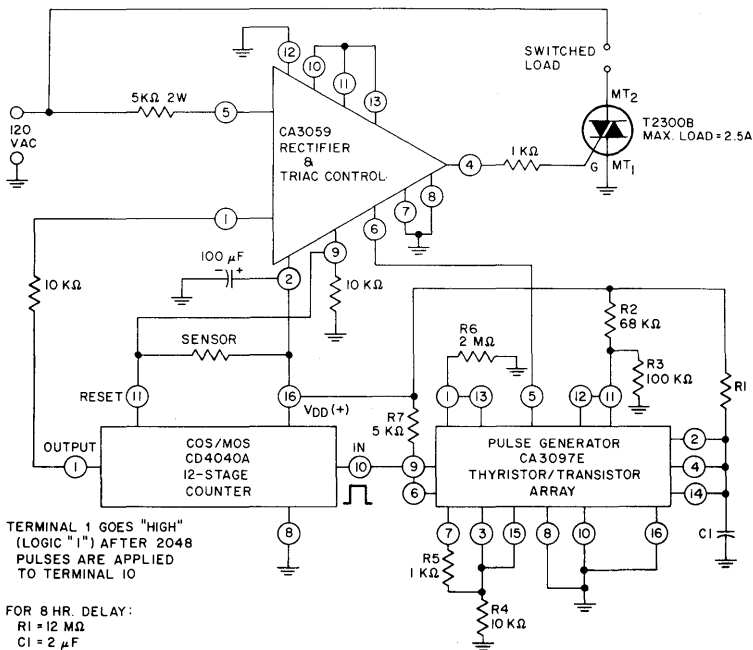 12
10
11
13
SWITCHED
LOAD
MT2
5KΩ 2W
5
CA3059
RECTIFIER
&
TRIAC CONTROL
T2300B
MAX. LOAD = 2.5A
120
VAC
4
1 KΩ
G
MT1
1
6
7
8
9
100 μF
- +
2
10 KΩ
10 KΩ
R2
68 KΩ
SENSOR
R6
2 MΩ
R3
100 KΩ
R1
RESET
11
16
VDD (+)
1
13
5
12
11
R7
5 KΩ
OUTPUT
1
COS/MOS
CD4040A
12-STAGE
COUNTER
IN
10
9
6
PULSE GENERATOR
CA3097E
THYRISTOR/TRANSISTOR
ARRAY
2
4
14
8
7
3
15
8
10
16
C1
R5
1 KΩ
R4
10 KΩ
TERMINAL 1 GOES "HIGH"
(LOGIC "1") AFTER 2048
PULSES ARE APPLIED
TO TERMINAL 10
FOR 8 HR. DELAY:
R1 = 12 MΩ
C1 = 2 μF